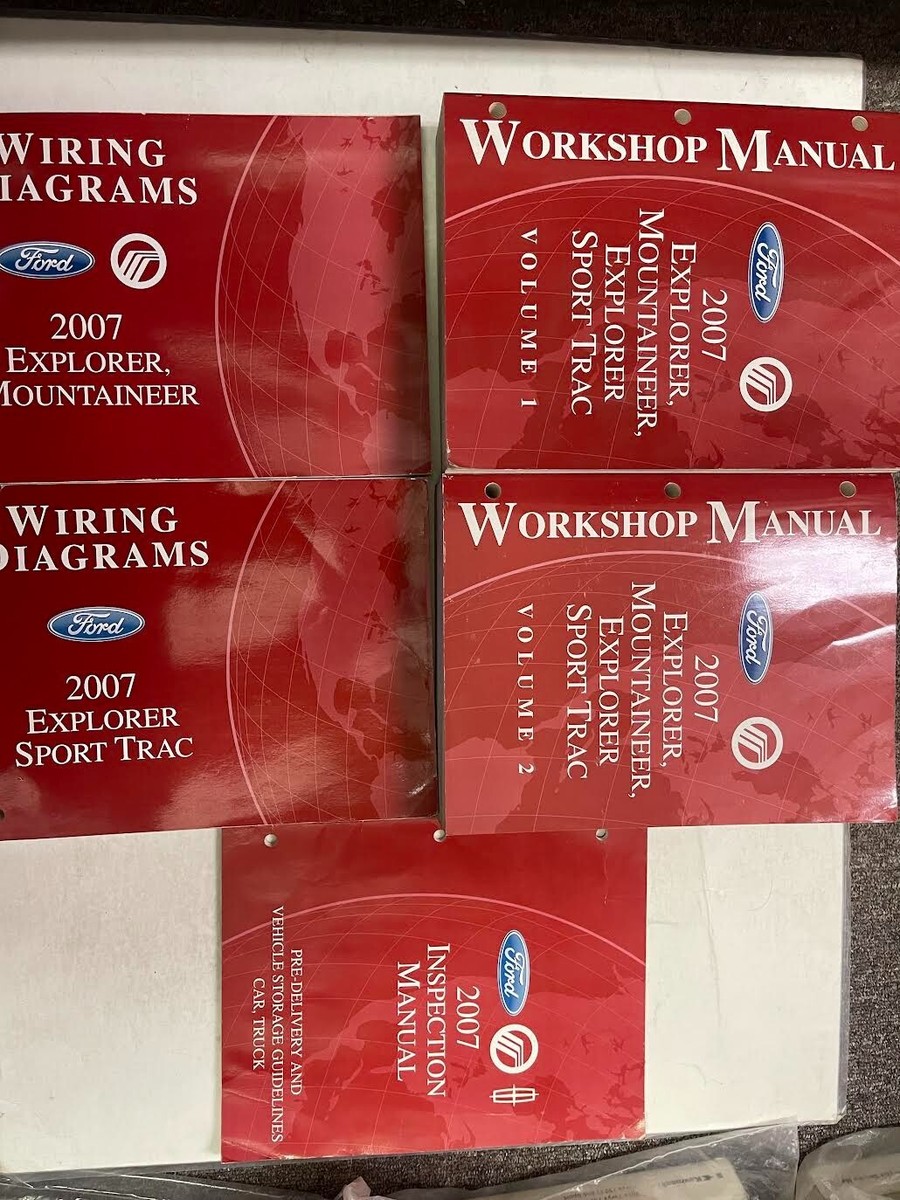 WIRING
DIAGRAMS
Ford
2007
EXPLORER,
MOUNTAINEER
WORKSHOP MANUAL
Ford
2007
EXPLORER,
MOUNTAINEER,
EXPLORER
SPORT TRAC
VOLUME 1
WIRING
DIAGRAMS
Ford
2007
EXPLORER
SPORT TRAC
WORKSHOP MANUAL
Ford
2007
EXPLORER,
MOUNTAINEER,
EXPLORER
SPORT TRAC
VOLUME 2
Ford
2007
INSPECTION
MANUAL
PRE-DELIVERY AND
VEHICLE STORAGE GUIDELINES
CAR, TRUCK